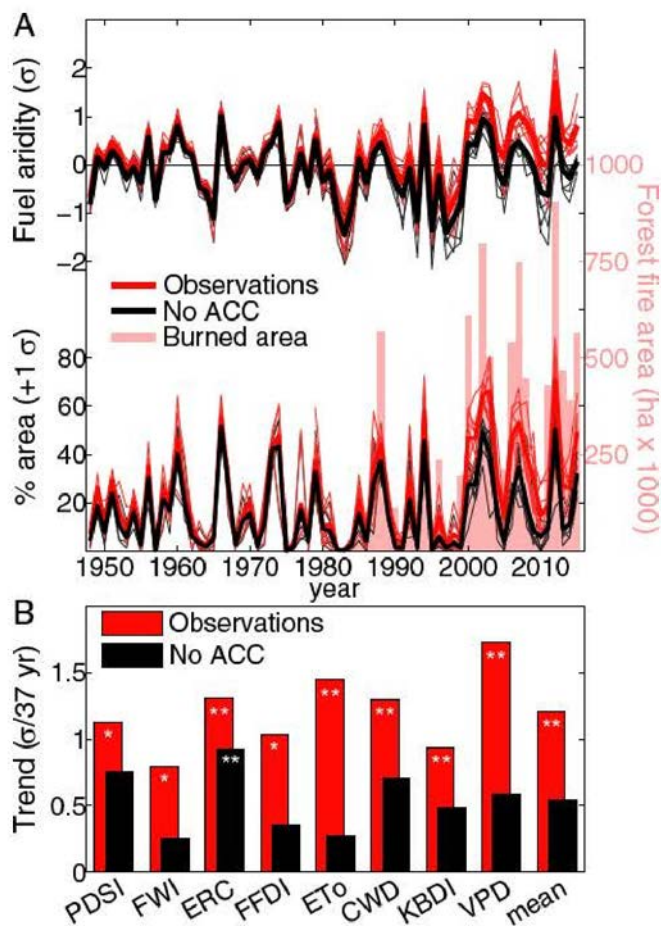 A
Fuel aridity (σ)
2
1
0
-1
-2
Observations
No ACC
Burned area
% area (+1 σ)
80
60
40
20
1000
750
500
250
Forest fire area (ha x 1000)
1950 1960 1970 1980 1990 2000 2010
year
B
Observations
No ACC
Trend (σ/37 yr)
1.5
1
0.5
0
* * ** ** * ** ** ** ** **
PDSI FWI ERC FFDI ETo CWD KBDI VPD mean